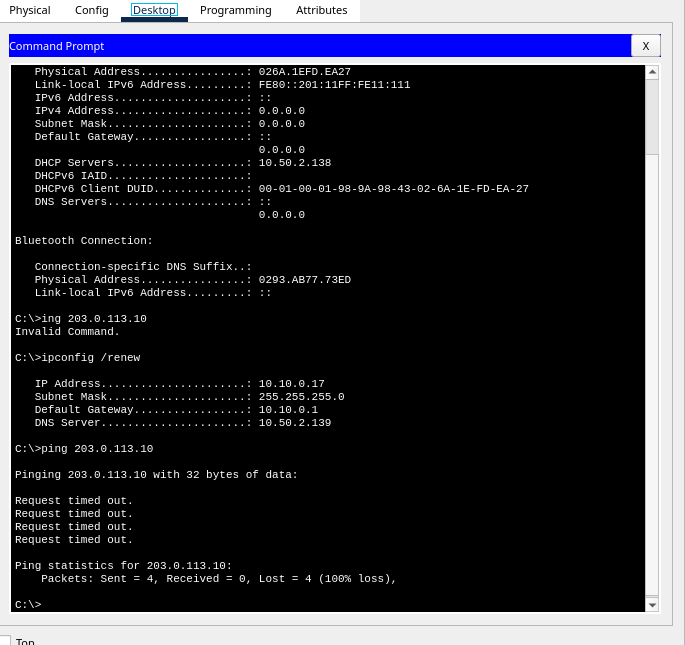 Physical Config Desktop Programming Attributes
Command Prompt X
Physical Address................: 026A.1EFD.EA27
Link-local IPv6 Address.........: FE80::201:11FF:FE11:111
IPv6 Address....................: ::
IPv4 Address....................: 0.0.0.0
Subnet Mask.....................: 0.0.0.0
Default Gateway.................: ::
0.0.0.0
DHCP Servers....................: 10.50.2.138
DHCPv6 IAID.....................:
DHCPv6 Client DUID..............: 00-01-00-01-98-9A-98-43-02-6A-1E-FD-EA-27
DNS Servers.....................: ::
0.0.0.0
Bluetooth Connection:
Connection-specific DNS Suffix..:
Physical Address................: 0293.AB77.73ED
Link-local IPv6 Address.........: ::
C:\>ing 203.0.113.10
Invalid Command.
C:\>ipconfig /renew
IP Address......................: 10.10.0.17
Subnet Mask.....................: 255.255.255.0
Default Gateway.................: 10.10.0.1
DNS Server......................: 10.50.2.139
C:\>ping 203.0.113.10
Pinging 203.0.113.10 with 32 bytes of data:
Request timed out.
Request timed out.
Request timed out.
Request timed out.
Ping statistics for 203.0.113.10:
Packets: Sent = 4, Received = 0, Lost = 4 (100% loss),
C:\>
Top